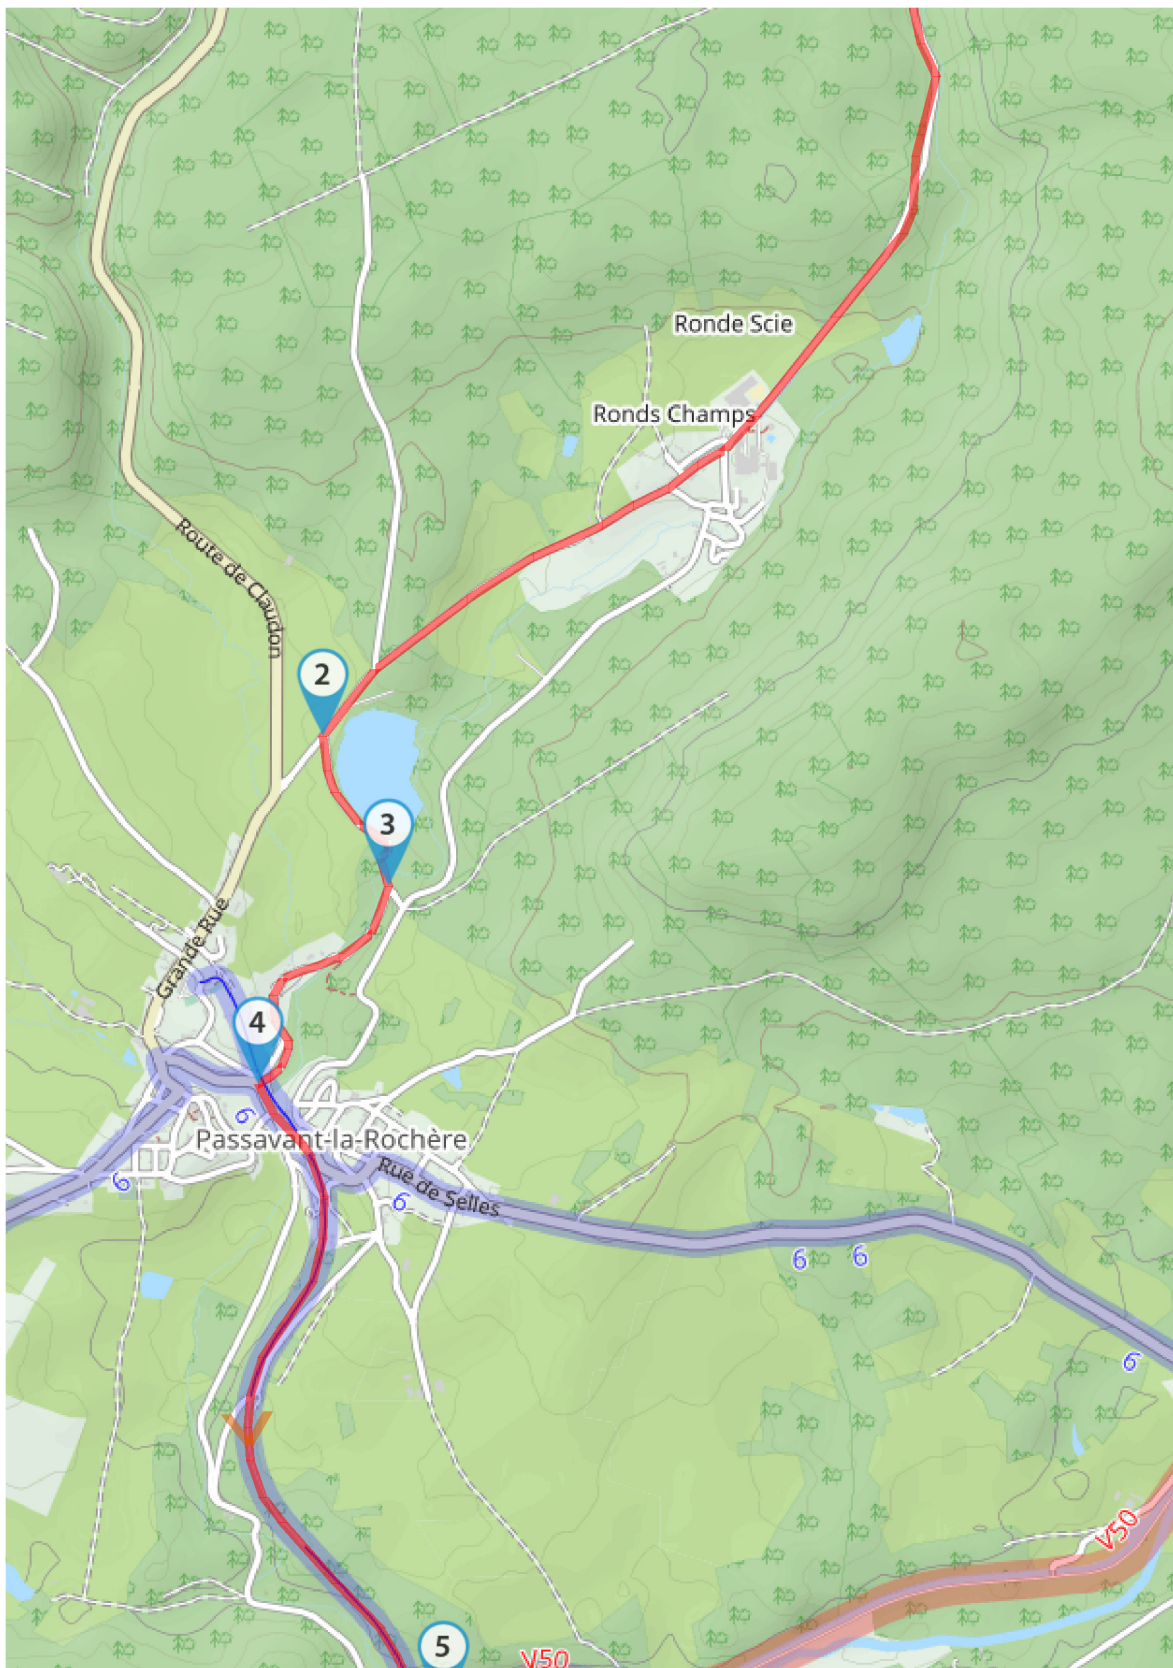 Ronde Scie
Ronds Champs
Route de Claudon
2
3
Grande Rue
4
6
Passavant-la-Rochère
6
Rue de Selles
6
6
6
6
V50
5
V50